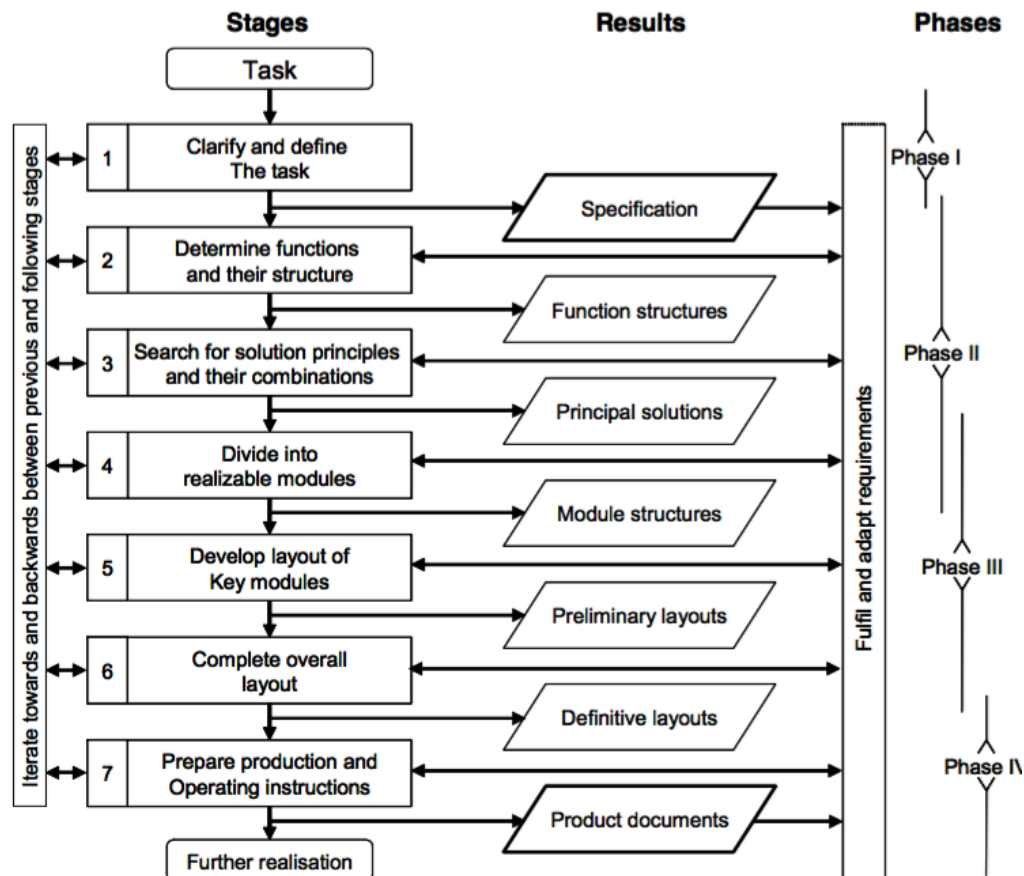 Stages
Results
Phases
Task
Iterate towards and backwards between previous and following stages
1
Clarify and define
The task
Phase I
Specification
2
Determine functions
and their structure
Function structures
3
Search for solution principles
and their combinations
Phase II
Principal solutions
4
Divide into
realizable modules
Module structures
5
Develop layout of
Key modules
Phase III
Preliminary layouts
Fulfil and adapt requirements
6
Complete overall
layout
Definitive layouts
7
Prepare production and
Operating instructions
Phase IV
Product documents
Further realisation